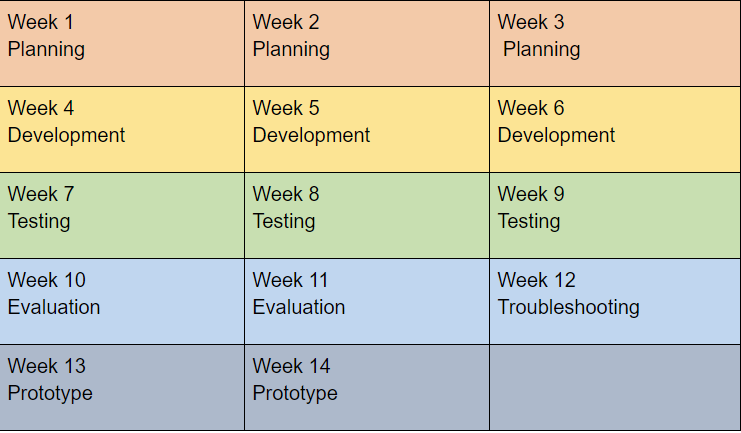 Week 1
Planning
Week 2
Planning
Week 3
Planning
Week 4
Development
Week 5
Development
Week 6
Development
Week 7
Testing
Week 8
Testing
Week 9
Testing
Week 10
Evaluation
Week 11
Evaluation
Week 12
Troubleshooting
Week 13
Prototype
Week 14
Prototype